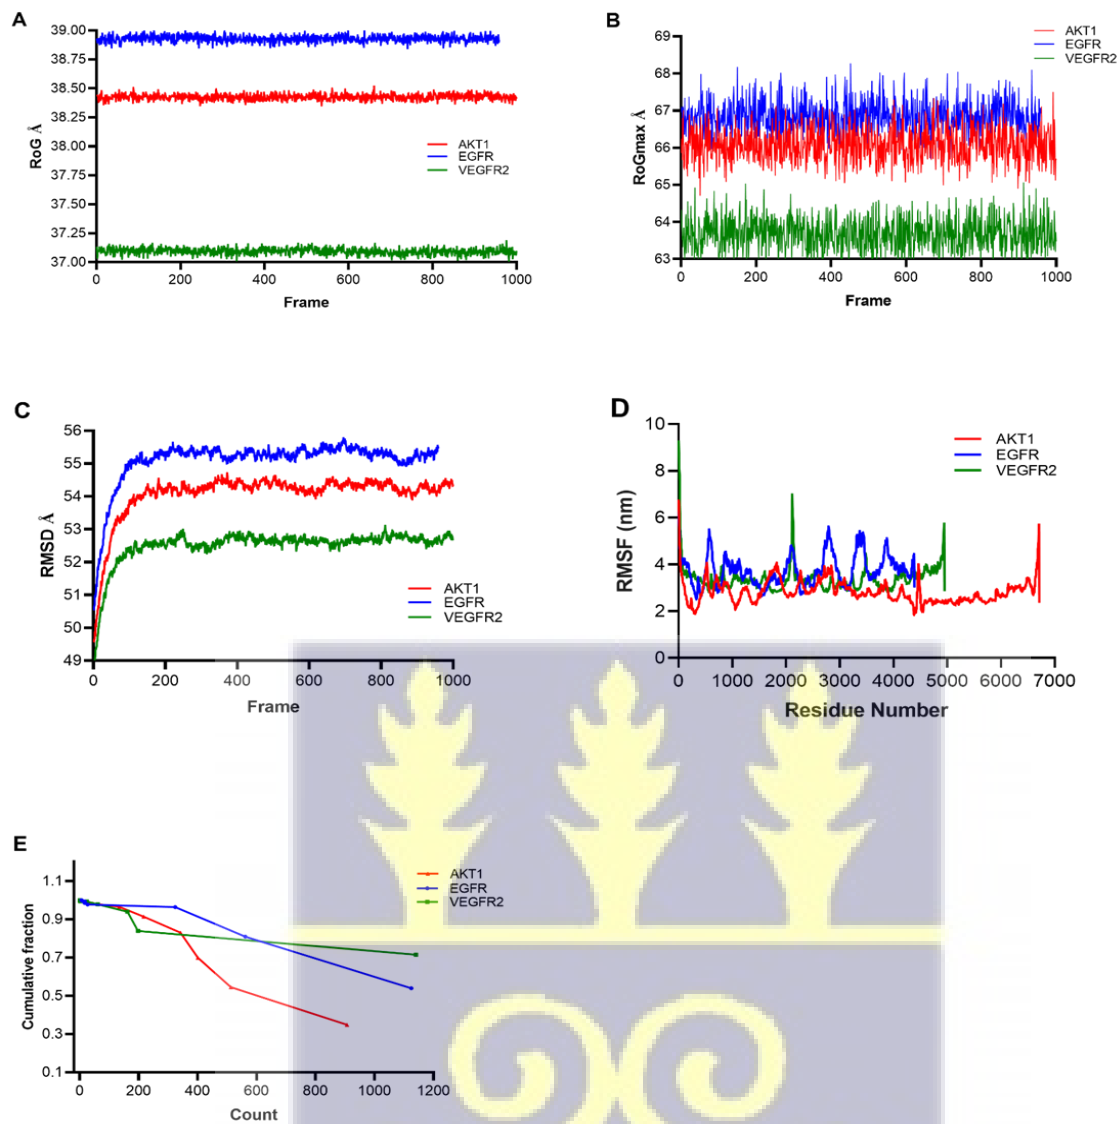 A
RoG Å
39.00
38.75
38.50
38.25
38.00
37.75
37.50
37.25
37.00
0 200 400 600 800 1000
Frame
AKT1
EGFR
VEGFR2
B
RoGmax Å
69
68
67
66
65
64
63
0 200 400 600 800 1000
Frame
AKT1
EGFR
VEGFR2
C
RMSD Å
56
55
54
53
52
51
50
49
0 200 400 600 800 1000
Frame
AKT1
EGFR
VEGFR2
D
RMSF (nm)
10
8
6
4
2
0
0 1000 2000 3000 4000 5000 6000 7000
Residue Number
AKT1
EGFR
VEGFR2
E
Cumulative fraction
1.1
0.9
0.7
0.5
0.3
0.1
0 200 400 600 800 1000 1200
Count
AKT1
EGFR
VEGFR2